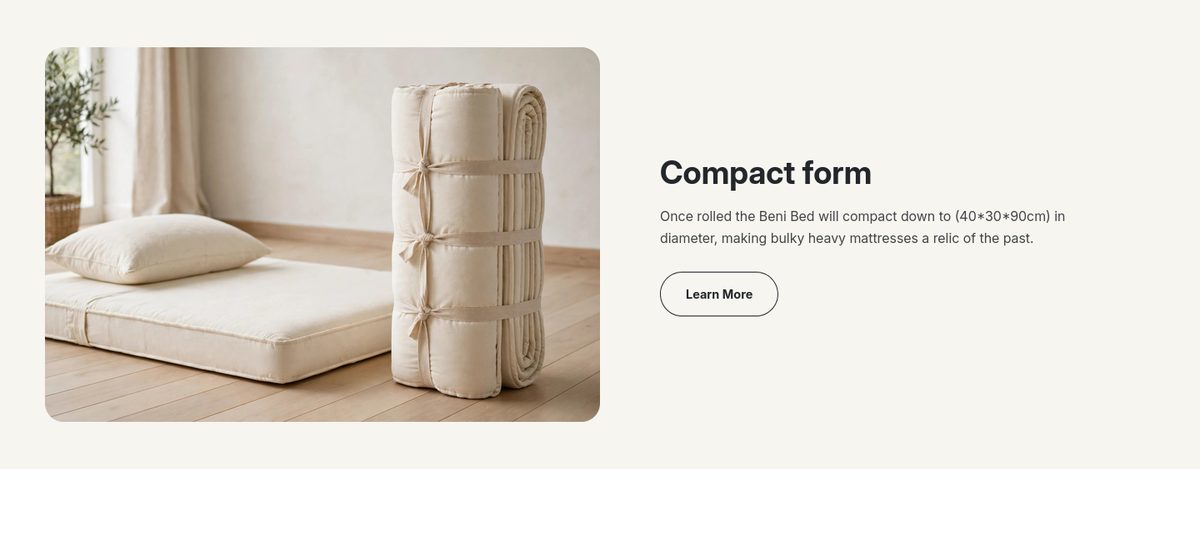 Compact form
Once rolled the Beni Bed will compact down to (40*30*90cm) in
diameter, making bulky heavy mattresses a relic of the past.
Learn More